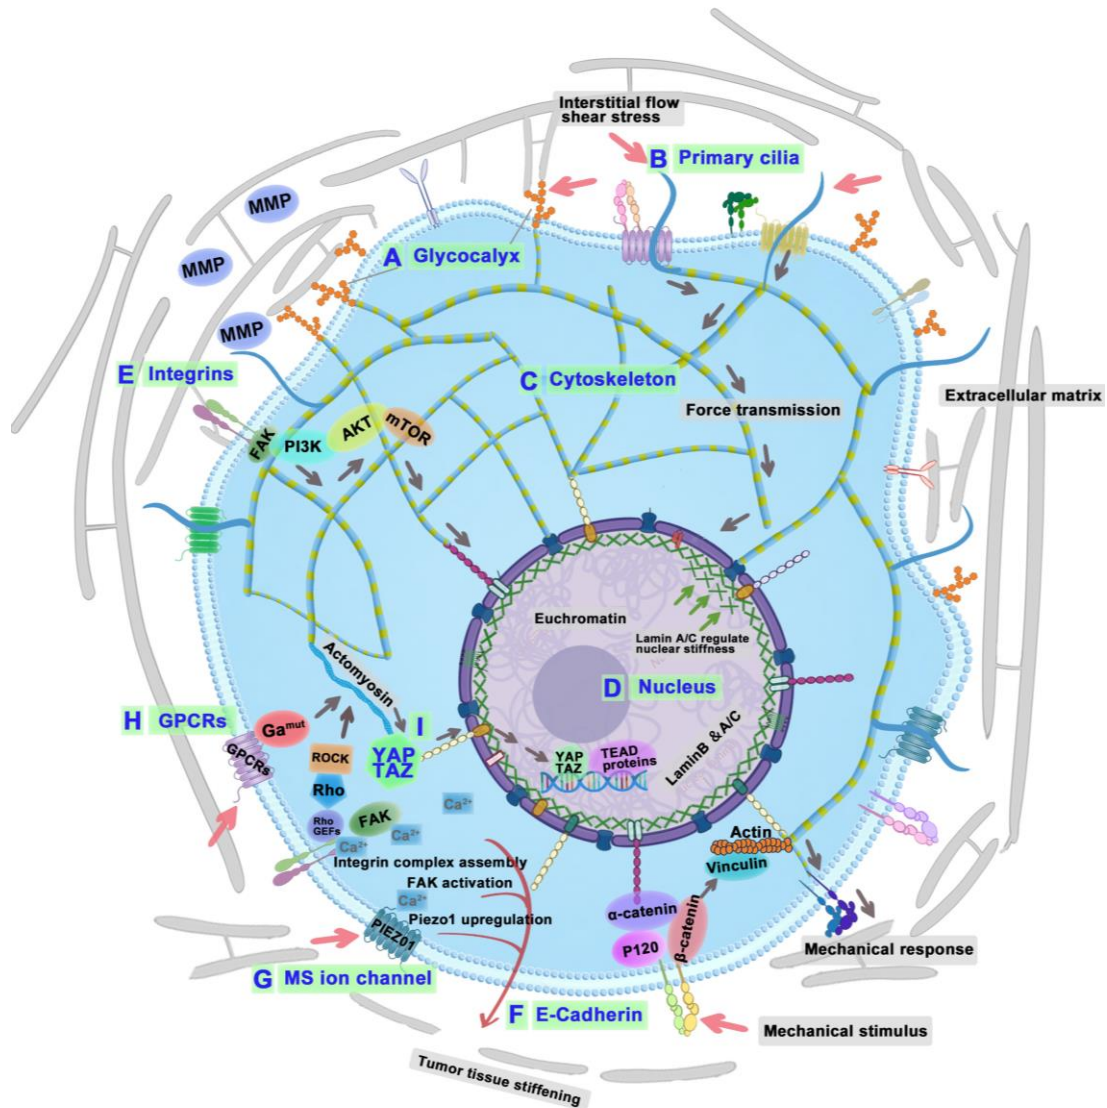 Interstitial flow
shear stress
B Primary cilia
MMP
A Glycocalyx
MMP
MMP
E Integrins
C Cytoskeleton
Extracellular matrix
Force transmission
FAK
PI3K
AKT
mTOR
Euchromatin
Lamin A/C regulate
nuclear stiffness
D Nucleus
Actomyosin
H GPCRs
Ga^mut
I
YAP
TAZ
GPCRs
ROCK
YAP
TAZ
TEAD
proteins
LaminB & A/C
Rho
Ca²⁺
Rho
GEFs
FAK
Ca²⁺
Ca²⁺
Actin
Integrin complex assembly
Vinculin
FAK activation
Ca²⁺
α-catenin
Piezo1 upregulation
β-catenin
PIEZ01
P120
Mechanical response
G MS ion channel
F E-Cadherin
Mechanical stimulus
Tumor tissue stiffening